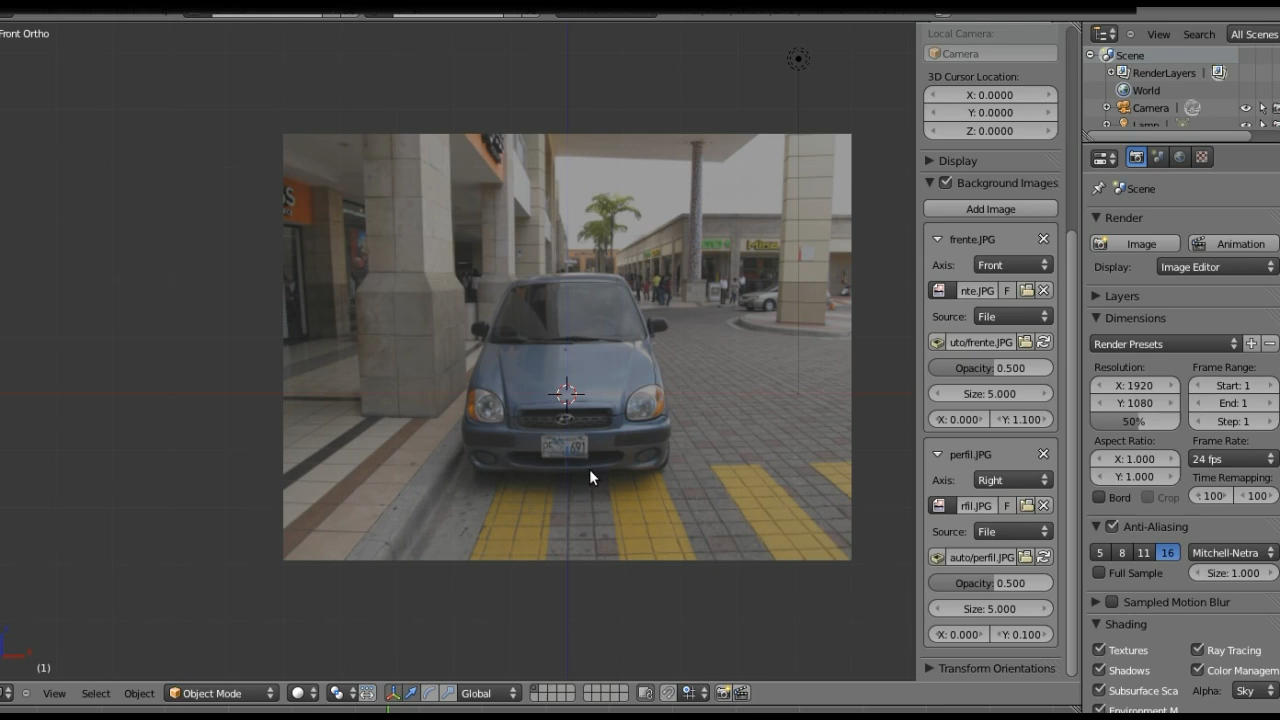 Front Ortho
(1)
View Select Object Object Mode Global
Local Camera:
Camera
3D Cursor Location:
X: 0.0000
Y: 0.0000
Z: 0.0000
Display
Background Images
Add Image
frente.JPG
Axis: Front
nte.JPG F
Source: File
uto/frente.JPG
Opacity: 0.500
Size: 5.000
X: 0.000 Y: 1.100
perfil.JPG
Axis: Right
rfil.JPG F
Source: File
auto/perfil.JPG
Opacity: 0.500
Size: 5.000
X: 0.000 Y: 0.100
Transform Orientations
View Search All Scenes
Scene
RenderLayers
World
Camera
Lamp
Scene
Render
Image Animation
Display: Image Editor
Layers
Dimensions
Render Presets
Resolution: Frame Range:
X: 1920 Start: 1
Y: 1080 End: 1
50% Step: 1
Aspect Ratio: Frame Rate:
X: 1.000 24 fps
Y: 1.000 Time Remapping:
Bord Crop 100 100
Anti-Aliasing
5 8 11 16 Mitchell-Netra
Full Sample Size: 1.000
Sampled Motion Blur
Shading
Textures Ray Tracing
Shadows Color Managem
Subsurface Sca Alpha: Sky
Environment M